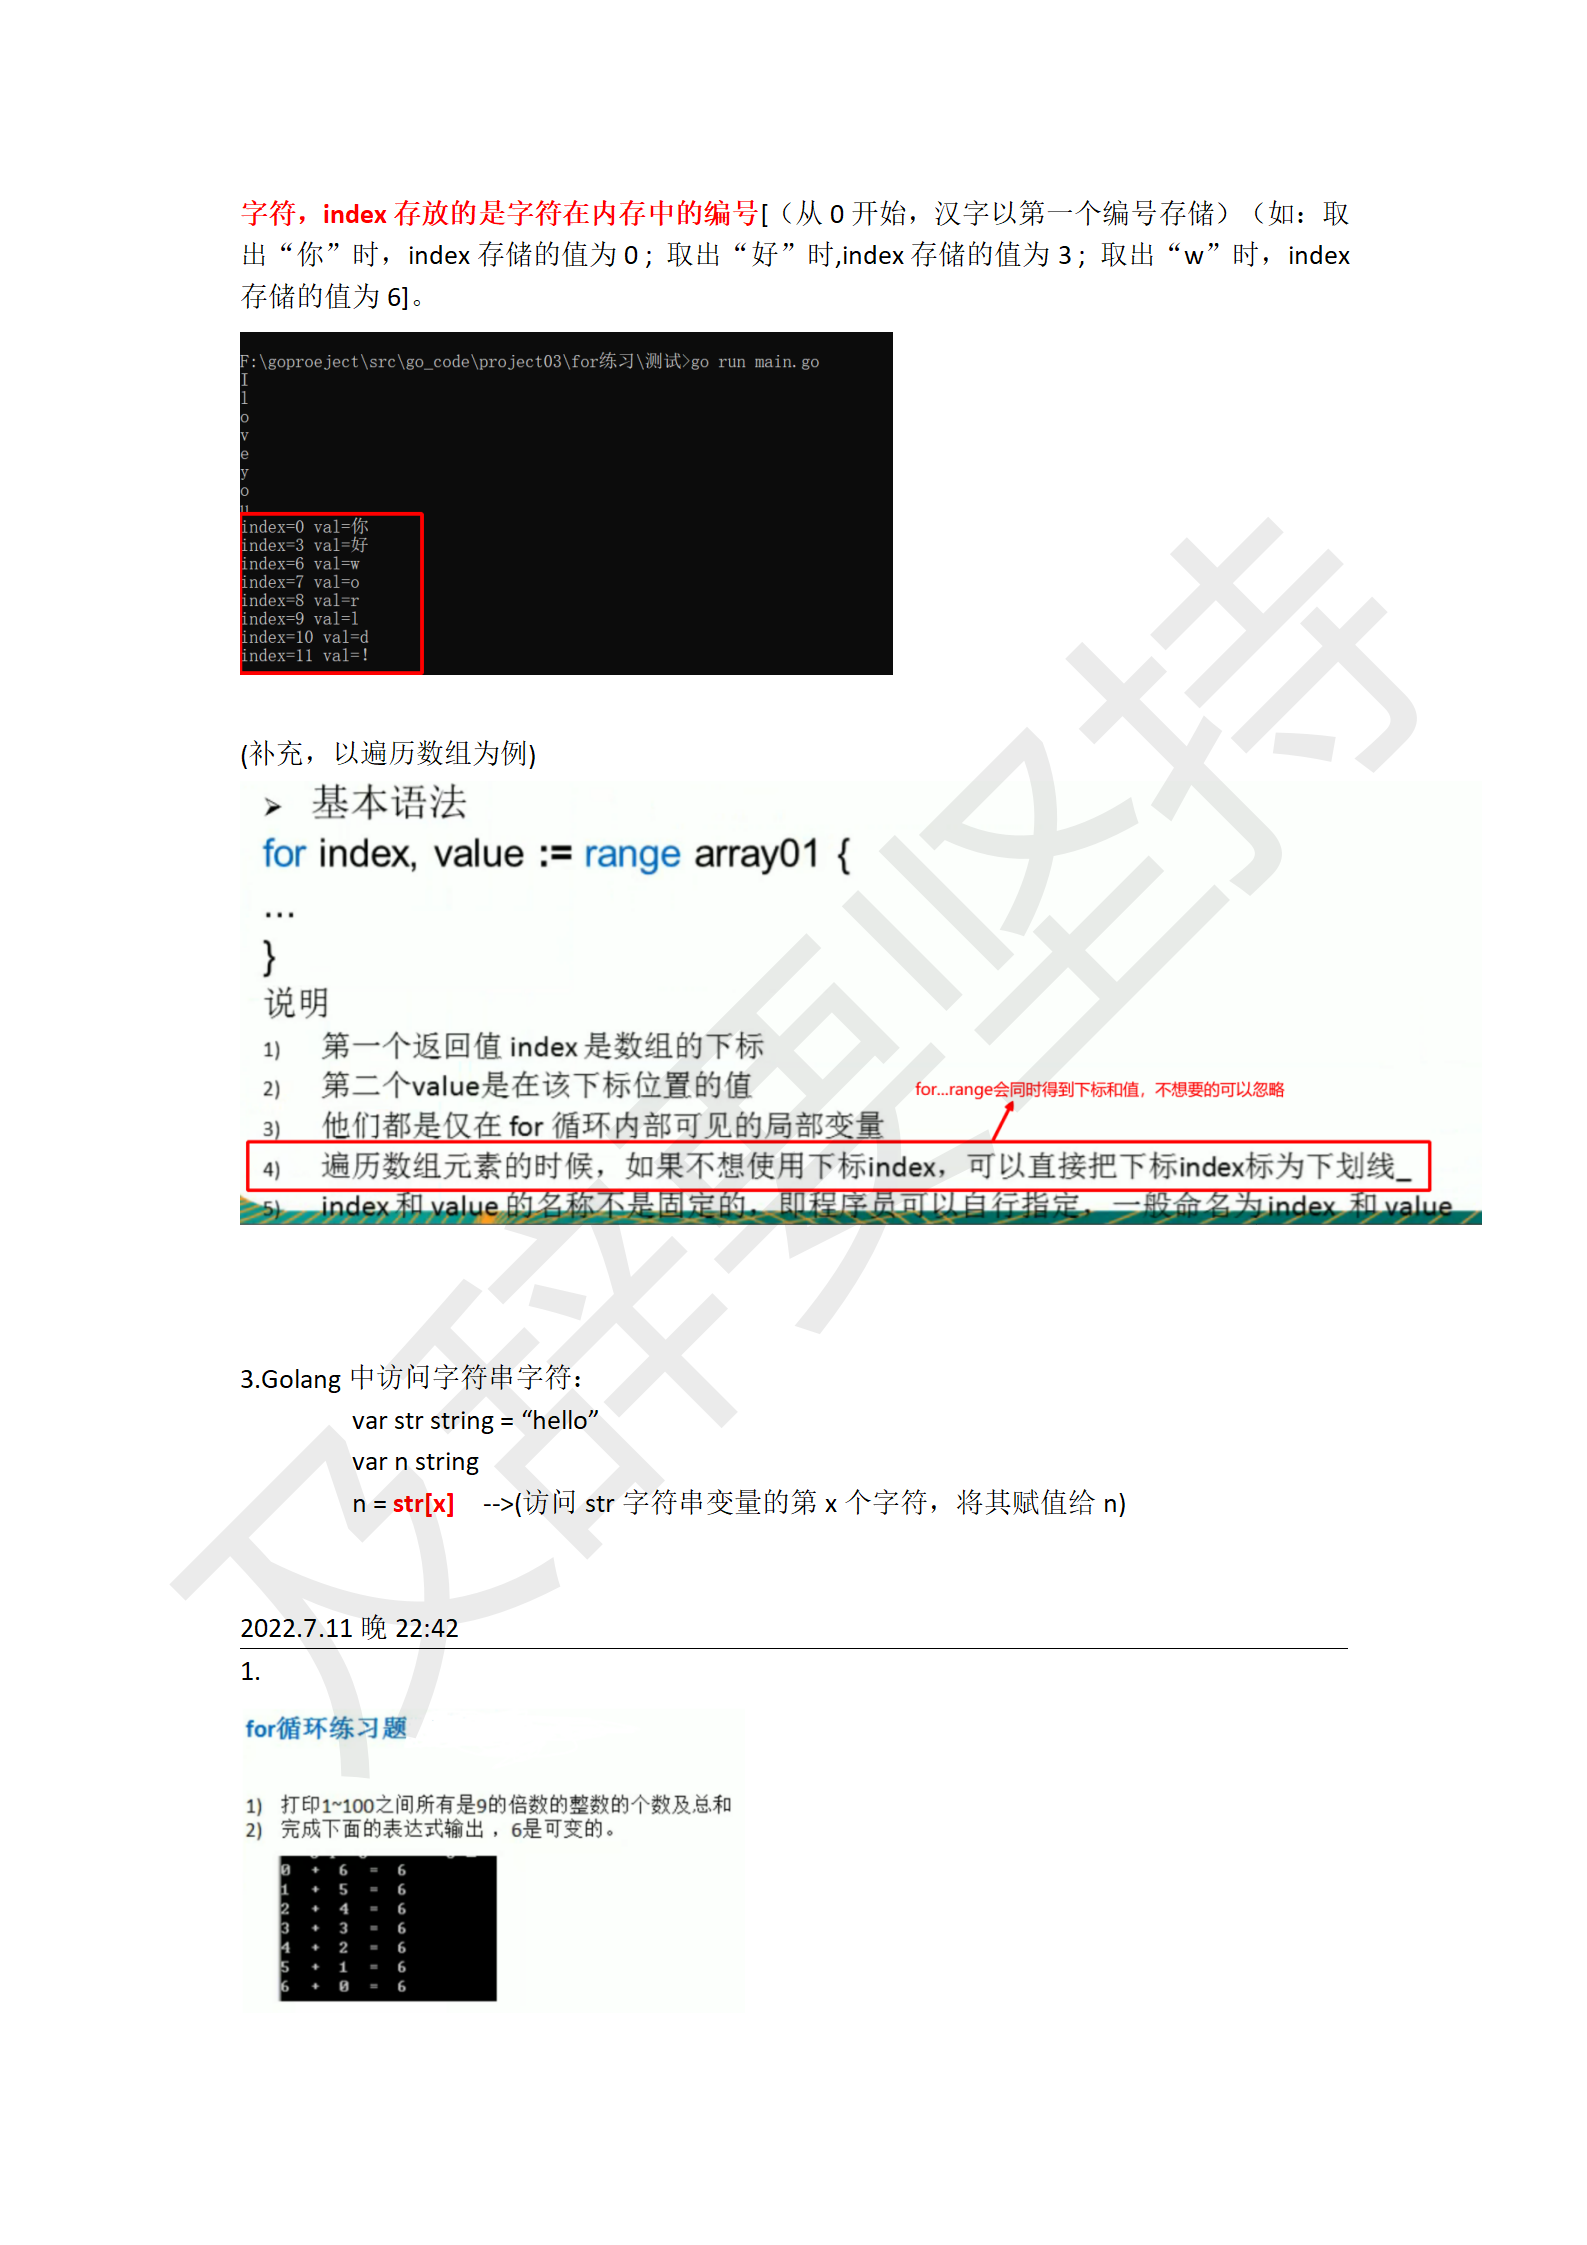 字符，index 存放的是字符在内存中的编号[（从 0 开始，汉字以第一个编号存储）（如：取
出“你”时，index 存储的值为 0；取出“好”时,index 存储的值为 3；取出“w”时，index
存储的值为 6]。
F:\goproeject\src\go_code\project03\for练习\测试>go run main.go
I
l
o
v
e
y
o
u
index=0 val=你
index=3 val=好
index=6 val=w
index=7 val=o
index=8 val=r
index=9 val=l
index=10 val=d
index=11 val=!
(补充，以遍历数组为例)
➢ 基本语法
for index, value := range array01 {
...
}
说明
1) 第一个返回值 index 是数组的下标
2) 第二个value是在该下标位置的值
for...range会同时得到下标和值，不想要的可以忽略
3) 他们都是仅在 for 循环内部可见的局部变量
4) 遍历数组元素的时候，如果不想使用下标index，可以直接把下标index标为下划线_
5) index 和 value 的名称不是固定的，即程序员可以自行指定，一般命名为index 和 value
3.Golang 中访问字符串字符：
var str string = “hello”
var n string
n = str[x] -->(访问 str 字符串变量的第 x 个字符，将其赋值给 n)
2022.7.11 晚 22:42
1.
for循环练习题
1) 打印1~100之间所有是9的倍数的整数的个数及总和
2) 完成下面的表达式输出 ，6是可变的。
0 + 6 = 6
1 + 5 = 6
2 + 4 = 6
3 + 3 = 6
4 + 2 = 6
5 + 1 = 6
6 + 0 = 6
及辞要坚持